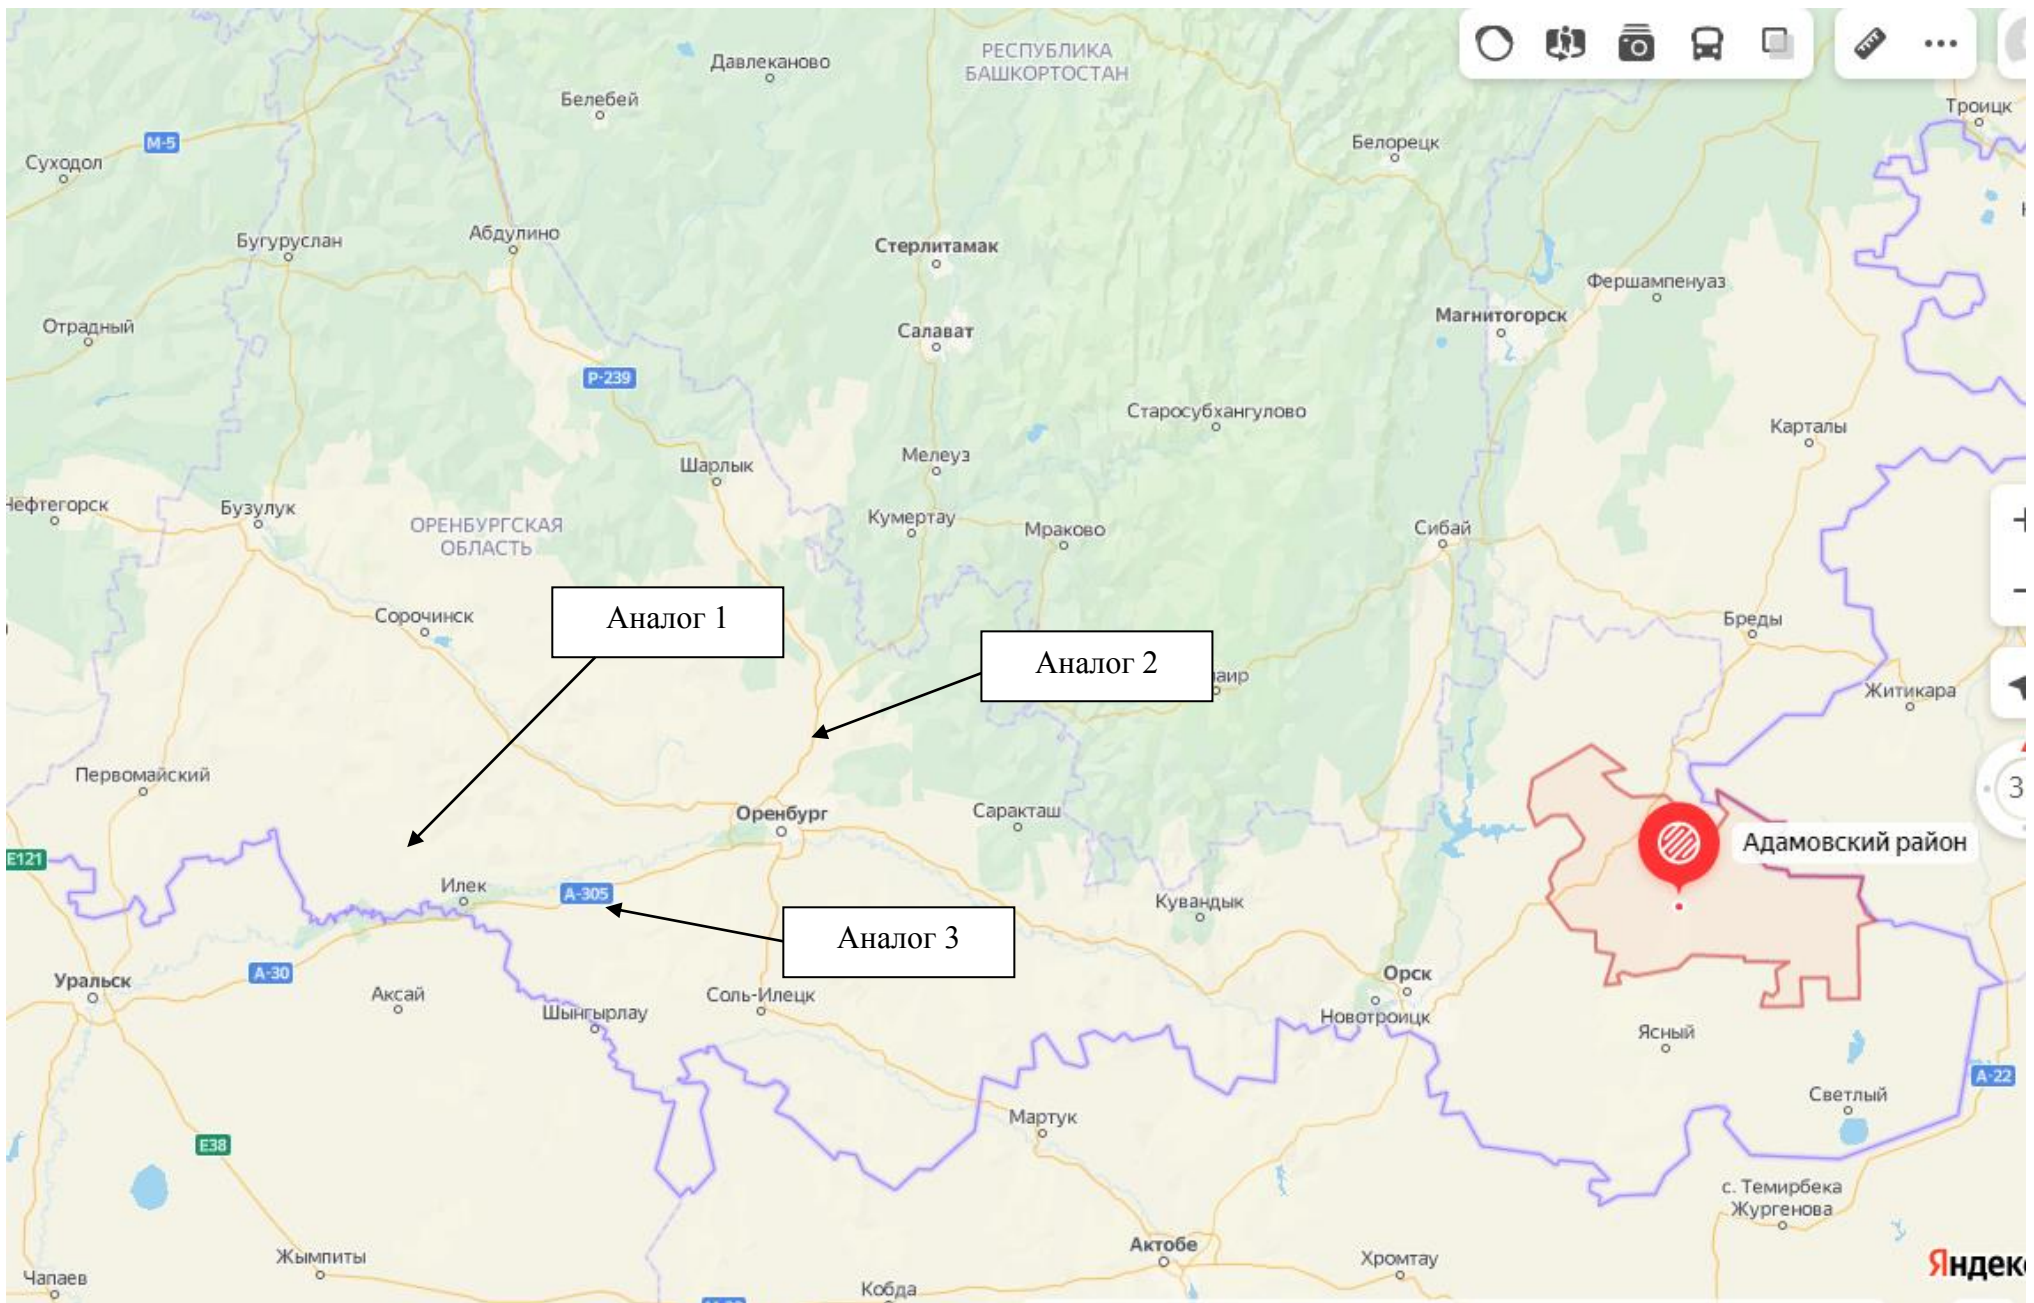 РЕСПУБЛИКА
БАШКОРТОСТАН
Давлеканово
Белебей
Троицк
М-5
Суходол
Белорецк
Бугуруслан
Абдулино
Стерлитамак
Фершампенуаз
Магнитогорск
Отрадный
Салават
Р-239
Старосубхангулово
Карталы
Мелеуз
Шарлык
Нефтегорск
Бузулук
ОРЕНБУРГСКАЯ
ОБЛАСТЬ
Кумертау
Мраково
Сибай
Сорочинск
Аналог 1
Бреды
Аналог 2
аир
Житикара
Первомайский
Оренбург
Саракташ
З
Адамовский район
E121
Илек
А-305
Кувандык
Аналог 3
Уральск
А-30
Аксай
Соль-Илецк
Шынгырлау
Орск
Новотроицк
Ясный
А-22
Светлый
Мартук
E38
с. Темирбека
Жургенова
Жымпиты
Актобе
Хромтау
Яндекс
Чапаев
Кобда